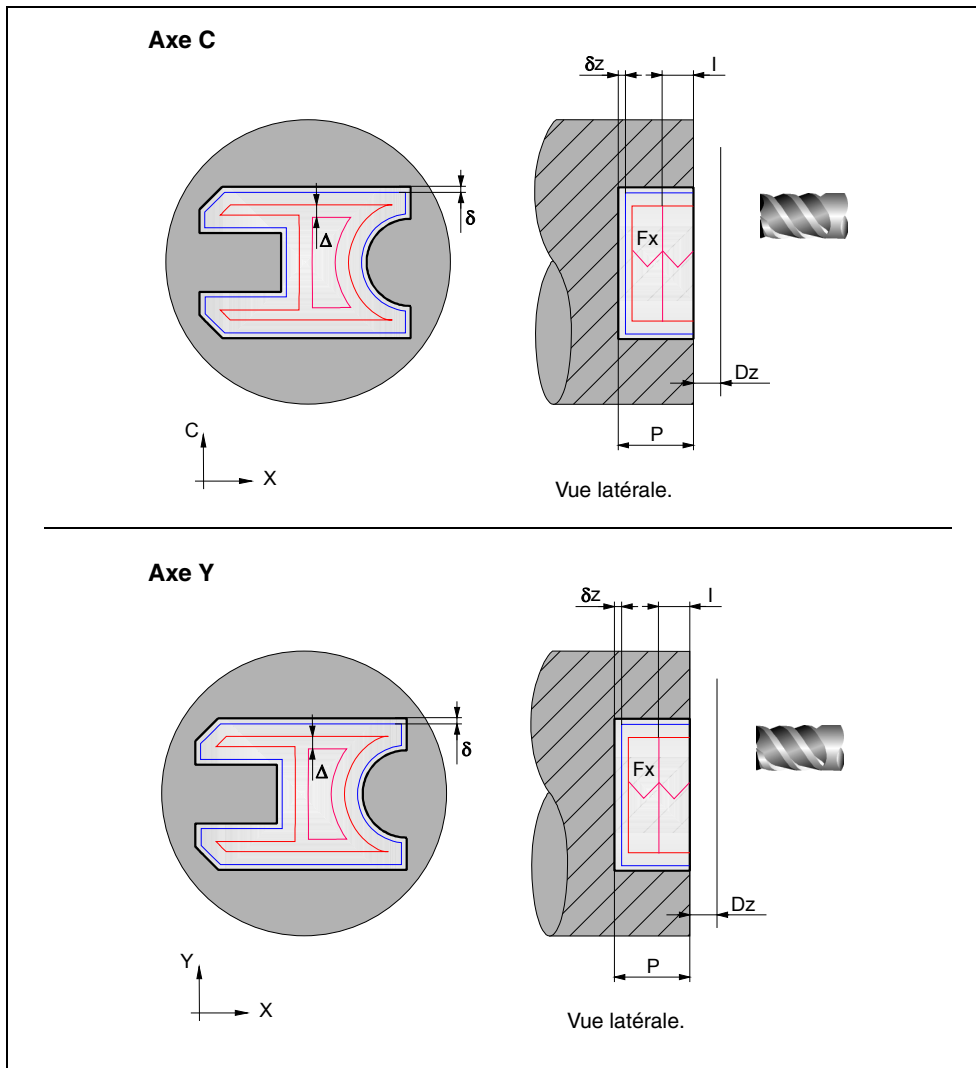 Axe C
δz
I
δ
Δ
Fx
Dz
P
C
X
Vue latérale.
Axe Y
δz
I
δ
Δ
Fx
Dz
P
Y
X
Vue latérale.